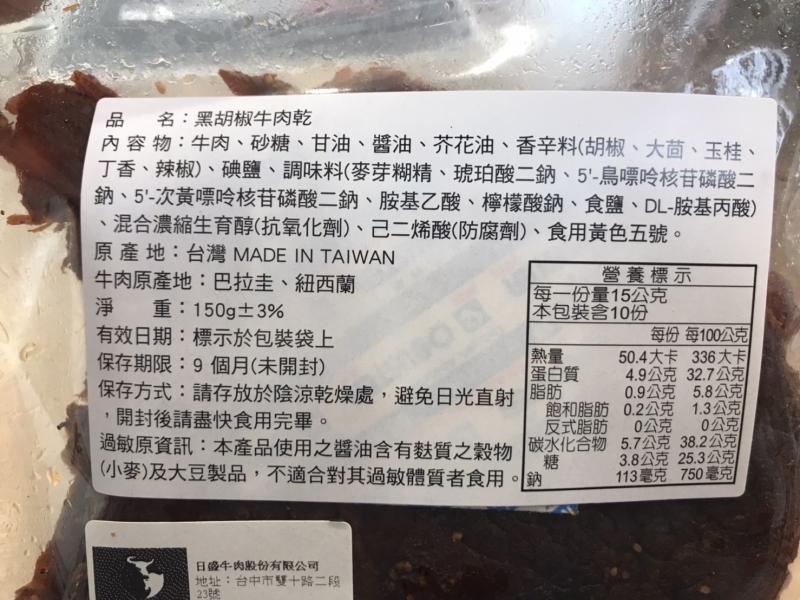 品　　名：黑胡椒牛肉乾
內 容 物：牛肉、砂糖、甘油、醬油、芥花油、香辛料(胡椒、大茴、玉桂、
丁香、辣椒)、碘鹽、調味料(麥芽糊精、琥珀酸二鈉、5'-鳥嘌呤核苷磷酸二
鈉、5'-次黃嘌呤核苷磷酸二鈉、胺基乙酸、檸檬酸鈉、食鹽、DL-胺基丙酸)
、混合濃縮生育醇(抗氧化劑)、己二烯酸(防腐劑)、食用黃色五號。
原 產 地：台灣 MADE IN TAIWAN
牛肉原產地：巴拉圭、紐西蘭
淨　　重：150g±3%
有效日期：標示於包裝袋上
保存期限：9 個月(未開封)
保存方式：請存放於陰涼乾燥處，避免日光直射
，開封後請盡快食用完畢。
過敏原資訊：本產品使用之醬油含有麩質之穀物
(小麥)及大豆製品，不適合對其過敏體質者食用。
營 養 標 示
每一份量15公克
本包裝含10份
每份 每100公克
熱量 50.4大卡 336大卡
蛋白質 4.9公克 32.7公克
脂肪 0.9公克 5.8公克
飽和脂肪 0.2公克 1.3公克
反式脂肪 0公克 0公克
碳水化合物 5.7公克 38.2公克
糖 3.8公克 25.3公克
鈉 113毫克 750毫克
日盛牛肉股份有限公司
地址：台中市雙十路二段
23號